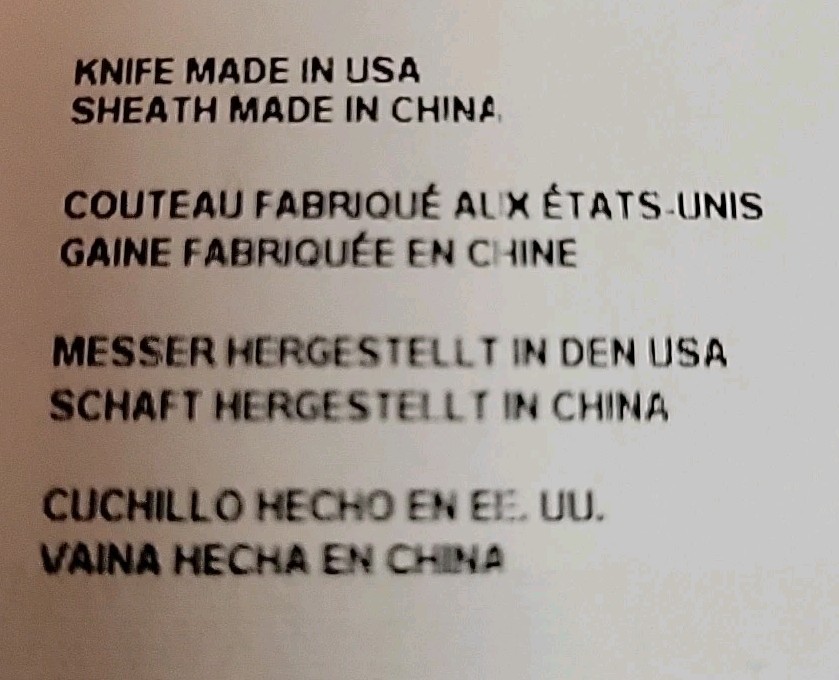 KNIFE MADE IN USA
SHEATH MADE IN CHINA
COUTEAU FABRIQUÉ AUX ÉTATS-UNIS
GAINE FABRIQUÉE EN CHINE
MESSER HERGESTELLT IN DEN USA
SCHAFT HERGESTELLT IN CHINA
CUCHILLO HECHO EN EE. UU.
VAINA HECHA EN CHINA